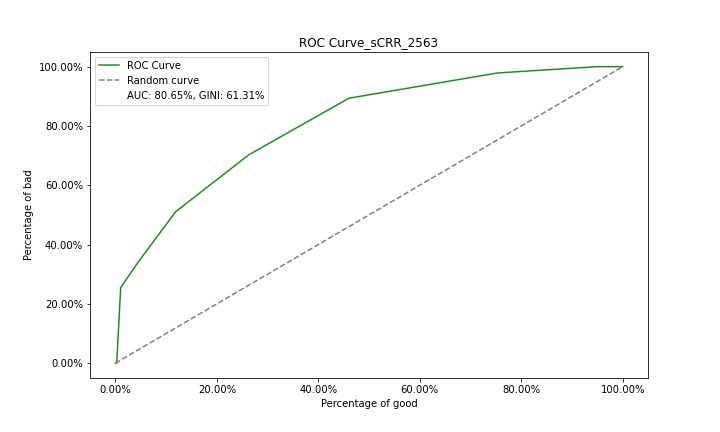 ROC Curve_sCRR_2563
ROC Curve
Random curve
AUC: 80.65%, GINI: 61.31%
100.00%
80.00%
60.00%
40.00%
20.00%
0.00%
Percentage of bad
0.00%
20.00%
40.00%
60.00%
80.00%
100.00%
Percentage of good